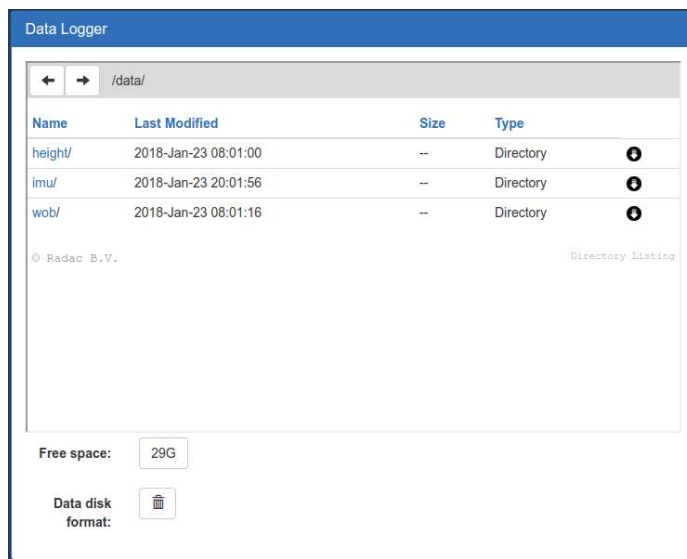 Data Logger
/data/
Name Last Modified Size Type
height/ 2018-Jan-23 08:01:00 -- Directory
imu/ 2018-Jan-23 20:01:56 -- Directory
wob/ 2018-Jan-23 08:01:16 -- Directory
© Radac B.V. Directory Listing
Free space: 29G
Data disk
format: